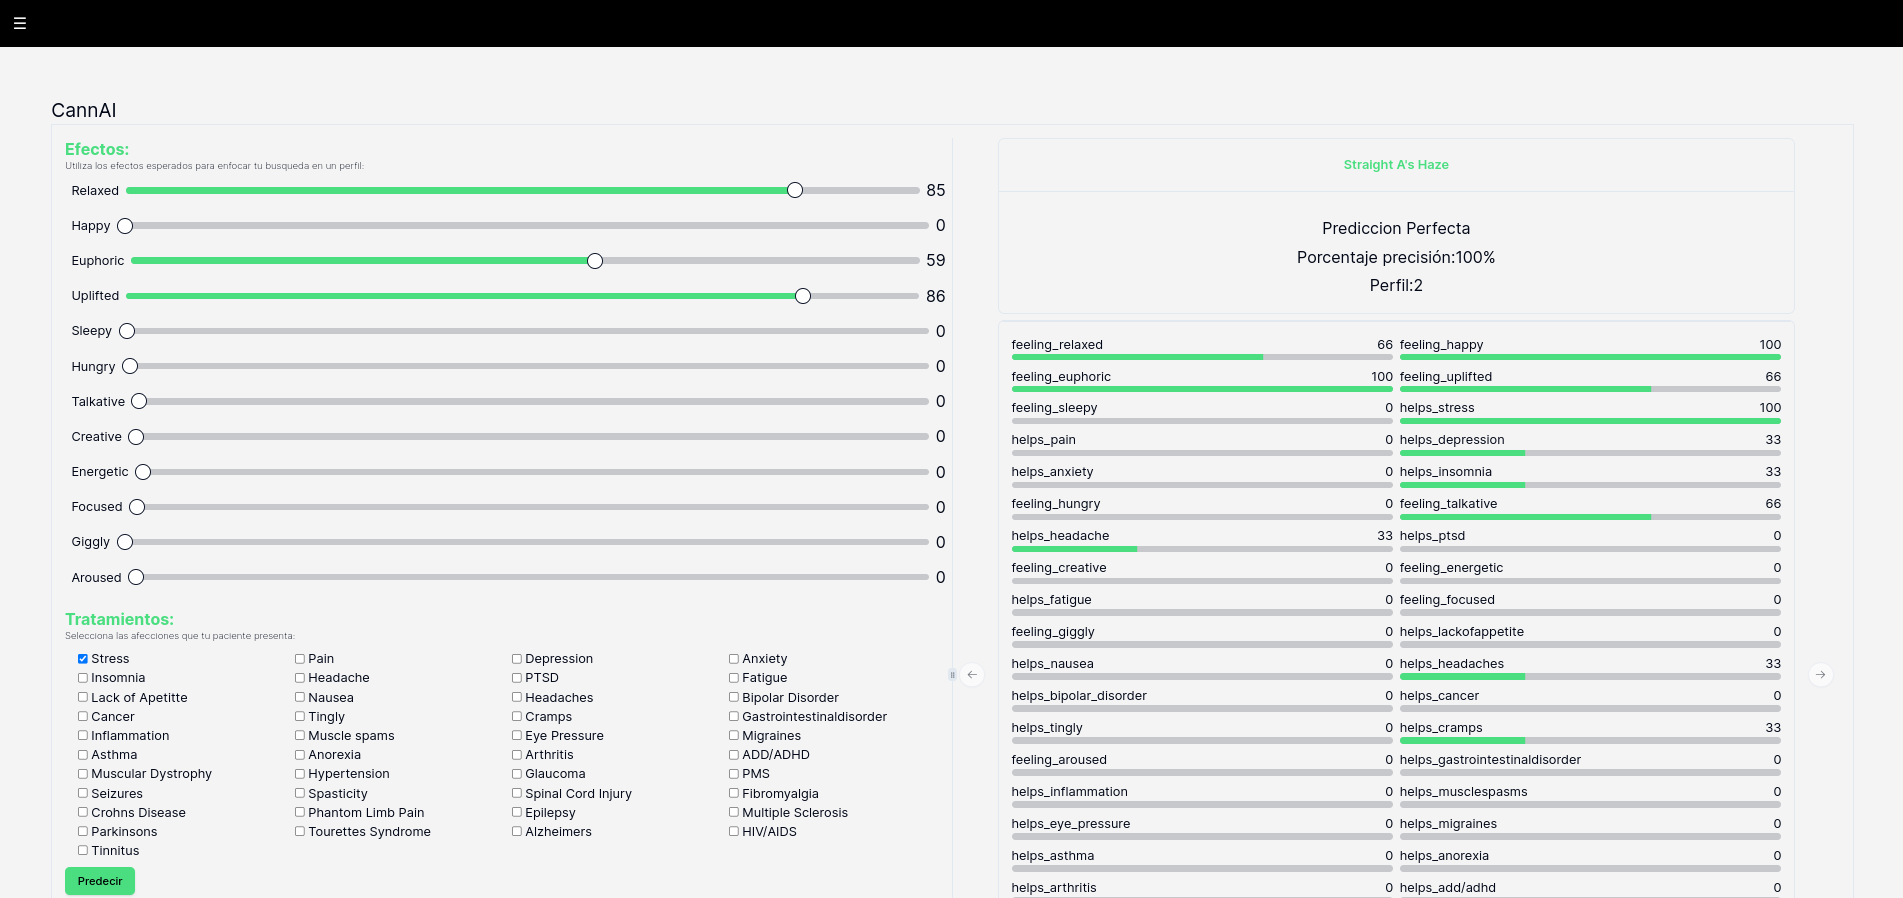 ☰
CannAI
Efectos:
Utiliza los efectos esperados para enfocar tu busqueda en un perfil:
Relaxed 85
Happy 0
Euphoric 59
Uplifted 86
Sleepy 0
Hungry 0
Talkative 0
Creative 0
Energetic 0
Focused 0
Giggly 0
Aroused 0
Tratamientos:
Selecciona las afecciones que tu paciente presenta:
Stress Pain Depression Anxiety
Insomnia Headache PTSD Fatigue
Lack of Apetitte Nausea Headaches Bipolar Disorder
Cancer Tingly Cramps Gastrointestinaldisorder
Inflammation Muscle spams Eye Pressure Migraines
Asthma Anorexia Arthritis ADD/ADHD
Muscular Dystrophy Hypertension Glaucoma PMS
Seizures Spasticity Spinal Cord Injury Fibromyalgia
Crohns Disease Phantom Limb Pain Epilepsy Multiple Sclerosis
Parkinsons Tourettes Syndrome Alzheimers HIV/AIDS
Tinnitus
Predecir
Straight A's Haze
Prediccion Perfecta
Porcentaje precisión:100%
Perfil:2
feeling_relaxed 66 feeling_happy 100
feeling_euphoric 100 feeling_uplifted 66
feeling_sleepy 0 helps_stress 100
helps_pain 0 helps_depression 33
helps_anxiety 0 helps_insomnia 33
feeling_hungry 0 feeling_talkative 66
helps_headache 33 helps_ptsd 0
feeling_creative 0 feeling_energetic 0
helps_fatigue 0 feeling_focused 0
feeling_giggly 0 helps_lackofappetite 0
helps_nausea 0 helps_headaches 33
helps_bipolar_disorder 0 helps_cancer 0
helps_tingly 0 helps_cramps 33
feeling_aroused 0 helps_gastrointestinaldisorder 0
helps_inflammation 0 helps_musclespasms 0
helps_eye_pressure 0 helps_migraines 0
helps_asthma 0 helps_anorexia 0
helps_arthritis 0 helps_add/adhd 0